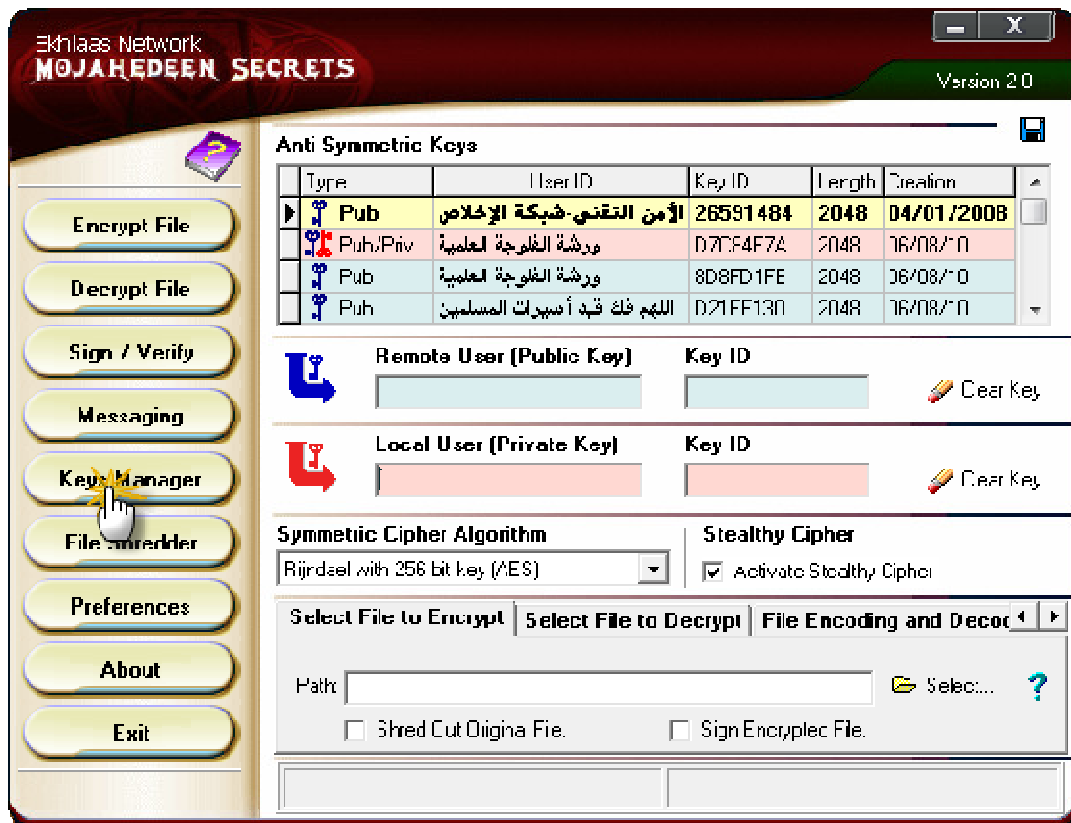 Ekhlaas Network
MOJAHEDEEN SECRETS
X
Version 2.0
Encrypt File
Decrypt File
Sign / Verify
Messaging
Keys Manager
File Shredder
Preferences
About
Exit
Anti Symmetric Keys
Type User ID Key ID Length Creation
Pub الأمن التقني-شبكة الإخلاص 26591484 2048 04/01/2008
Pub/Priv ورشة الفلوجة العلمية 2048
Pub ورشة الفلوجة العلمية 8D8FD1FE 2048
Pub اللهم فك قيد أسيرات المسلمين 2048
Remote User (Public Key) Key ID
Clear Key
Local User (Private Key) Key ID
Clear Key
Symmetric Cipher Algorithm Stealthy Cipher
Rijndael with 256 bit key (AES) Activate Stealthy Cipher
Select File to Encrypt Select File to Decrypt File Encoding and Decod
Path: Select... ?
Shred Out Original File. Sign Encrypted File.